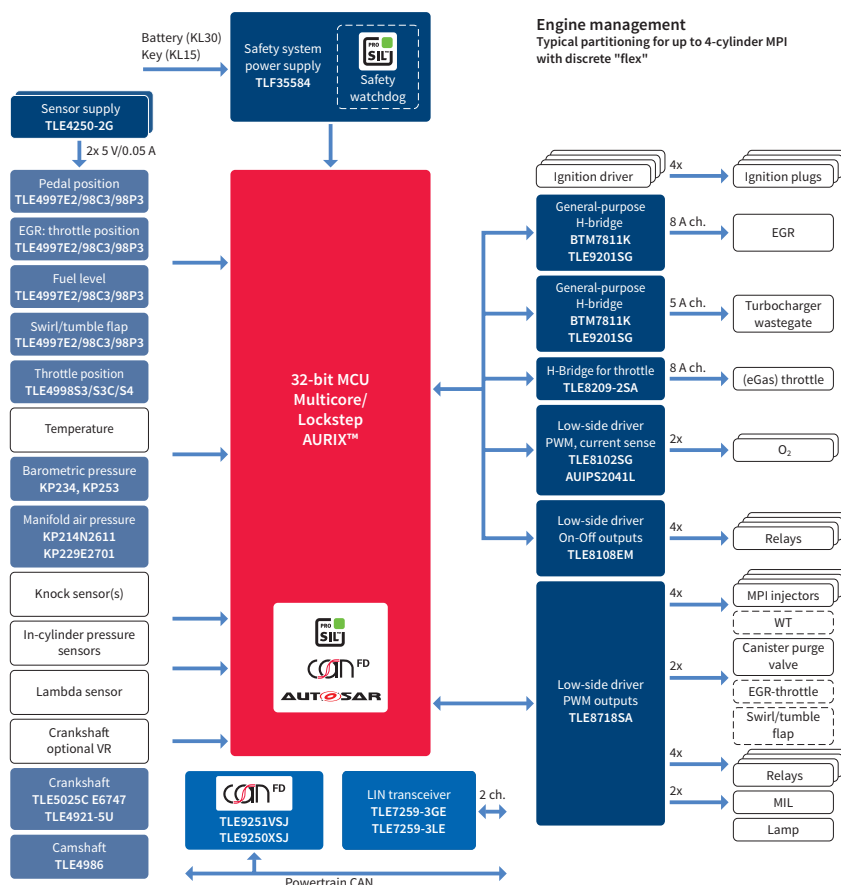 Engine management
Typical partitioning for up to 4-cylinder MPI
with discrete "flex"
Battery (KL30)
Key (KL15)
Safety system
power supply
TLF35584
PRO
SIL
Safety
watchdog
Sensor supply
TLE4250-2G
2x 5 V/0.05 A
Pedal position
TLE4997E2/98C3/98P3
EGR: throttle position
TLE4997E2/98C3/98P3
Fuel level
TLE4997E2/98C3/98P3
Swirl/tumble flap
TLE4997E2/98C3/98P3
Throttle position
TLE4998S3/S3C/S4
Temperature
Barometric pressure
KP234, KP253
Manifold air pressure
KP214N2611
KP229E2701
Knock sensor(s)
In-cylinder pressure
sensors
Lambda sensor
Crankshaft
optional VR
Crankshaft
TLE5025C E6747
TLE4921-5U
Camshaft
TLE4986
32-bit MCU
Multicore/
Lockstep
AURIX™
PRO
SIL
CAN FD
AUTOSAR
CAN FD
TLE9251VSJ
TLE9250XSJ
LIN transceiver
TLE7259-3GE
TLE7259-3LE
2 ch.
Powertrain CAN
Ignition driver
4x
Ignition plugs
General-purpose
H-bridge
BTM7811K
TLE9201SG
8 A ch.
EGR
General-purpose
H-bridge
BTM7811K
TLE9201SG
5 A ch.
Turbocharger
wastegate
H-Bridge for throttle
TLE8209-2SA
8 A ch.
(eGas) throttle
Low-side driver
PWM, current sense
TLE8102SG
AUIPS2041L
2x
O₂
Low-side driver
On-Off outputs
TLE8108EM
4x
Relays
Low-side driver
PWM outputs
TLE8718SA
4x
MPI injectors
WT
2x
Canister purge
valve
EGR-throttle
Swirl/tumble
flap
4x
Relays
2x
MIL
Lamp